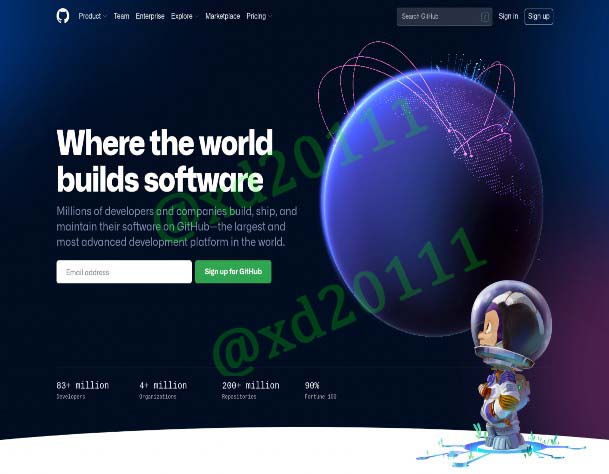 Product Team Enterprise Explore Marketplace Pricing Search GitHub / Sign in Sign up
Where the world
builds software
Millions of developers and companies build, ship, and
maintain their software on GitHub—the largest and
most advanced development platform in the world.
Email address Sign up for GitHub
83+ million 4+ million 200+ million 90%
Developers Organizations Repositories Fortune 100
@xd20111
@xd20111